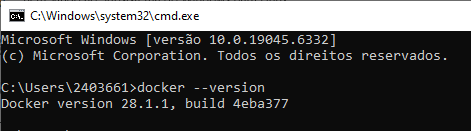 C:\Windows\system32\cmd.exe
Microsoft Windows [versão 10.0.19045.6332]
(c) Microsoft Corporation. Todos os direitos reservados.
C:\Users\2403661>docker --version
Docker version 28.1.1, build 4eba377